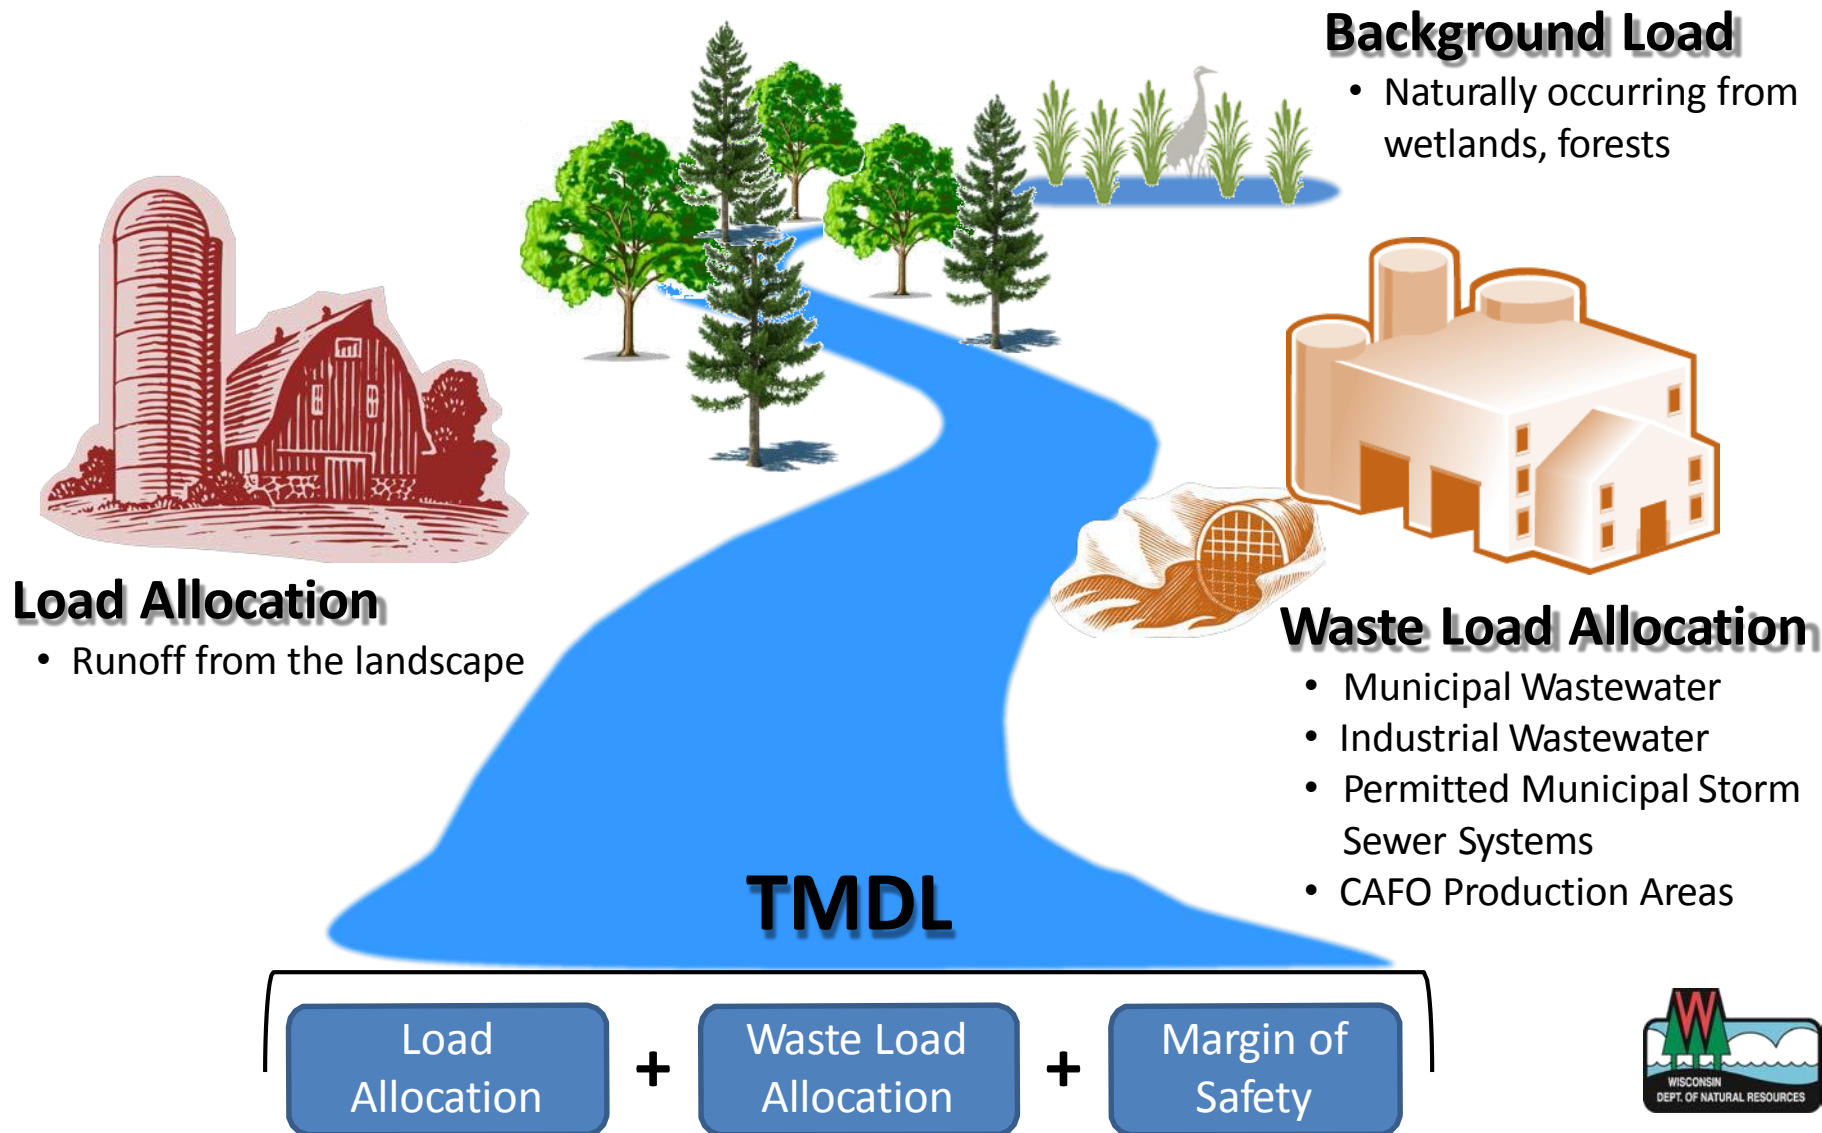 Background Load
• Naturally occurring from
wetlands, forests
Load Allocation
• Runoff from the landscape
Waste Load Allocation
• Municipal Wastewater
• Industrial Wastewater
• Permitted Municipal Storm
Sewer Systems
• CAFO Production Areas
TMDL
Load
Allocation
+
Waste Load
Allocation
+
Margin of
Safety
W
WISCONSIN
DEPT. OF NATURAL RESOURCES